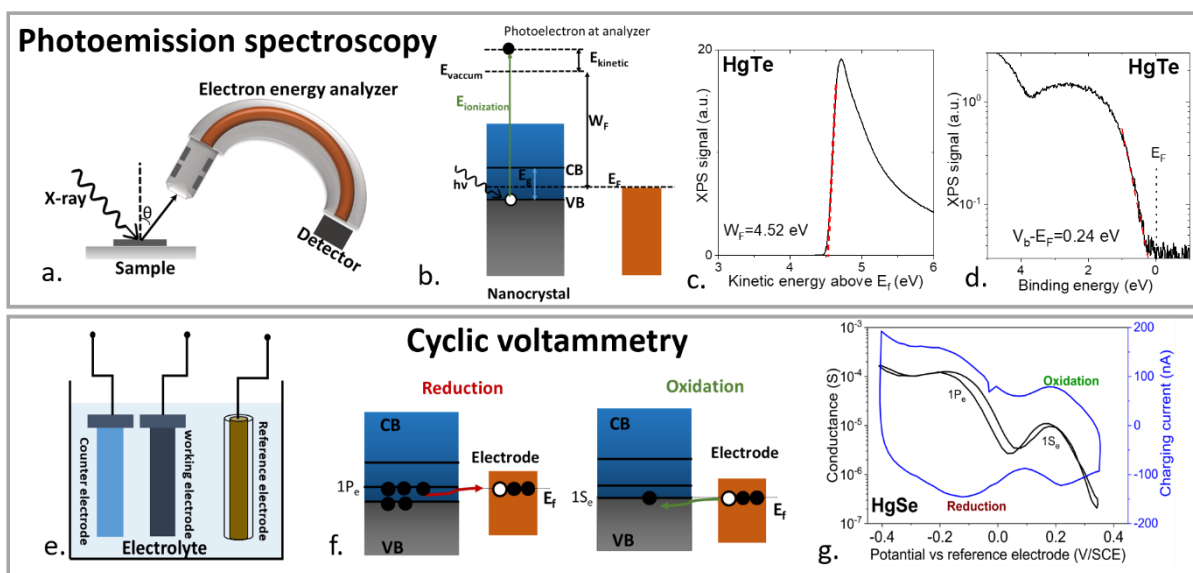 Photoemission spectroscopy
Electron energy analyzer
X-ray
θ
Sample
Detector
a.
b.
Photoelectron at analyzer
E_kinetic
E_vaccum
E_ionization
W_F
CB
E_g
E_F
hν
VB
Nanocrystal
20
HgTe
XPS signal (a.u.)
W_F=4.52 eV
0
3 4 5 6
Kinetic energy above E_f (eV)
c.
HgTe
10^0
XPS signal (a.u.)
E_F
10^-1
V_b-E_F=0.24 eV
4 2 0
Binding energy (eV)
d.
Cyclic voltammetry
Counter electrode
working electrode
Reference electrode
Electrolyte
e.
Reduction
CB
Electrode
1P_e
E_f
VB
f.
Oxidation
CB
Electrode
1S_e
E_f
VB
10^-3
10^-4
10^-5
10^-6
10^-7
Conductance (S)
200
100
0
-100
-200
Charging current (nA)
Oxidation
1P_e
1S_e
HgSe
Reduction
-0.4 -0.2 0.0 0.2 0.4
Potential vs reference electrode (V/SCE)
g.